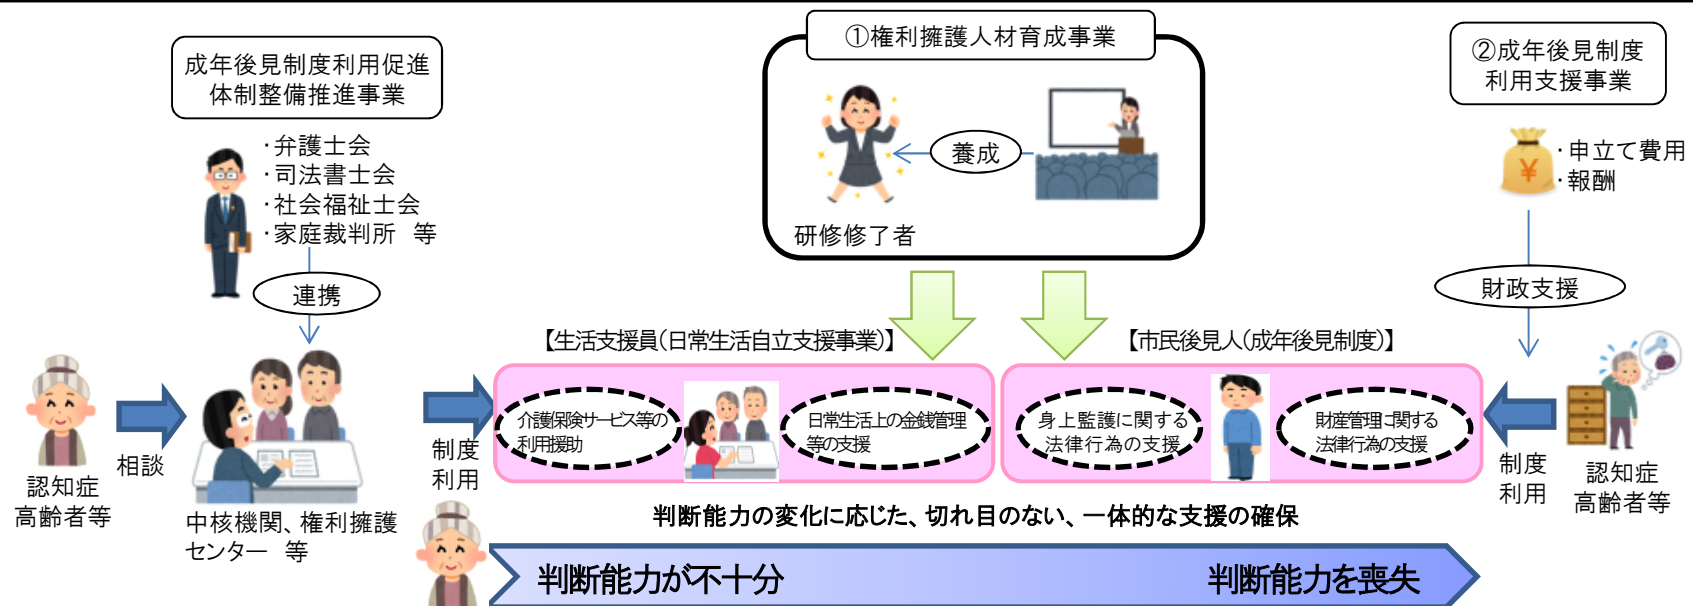 ①権利擁護人材育成事業
成年後見制度利用促進
体制整備推進事業
②成年後見制度
利用支援事業
・弁護士会
・司法書士会
・社会福祉士会
・家庭裁判所 等
連携
養成
研修修了者
¥
・申立て費用
・報酬
財政支援
【生活支援員(日常生活自立支援事業)】
【市民後見人(成年後見制度)】
介護保険サービス等の
利用援助
日常生活上の金銭管理
等の支援
身上監護に関する
法律行為の支援
財産管理に関する
法律行為の支援
相談
認知症
高齢者等
中核機関、権利擁護
センター 等
制度
利用
制度
利用
認知症
高齢者等
判断能力の変化に応じた、切れ目のない、一体的な支援の確保
判断能力が不十分
判断能力を喪失